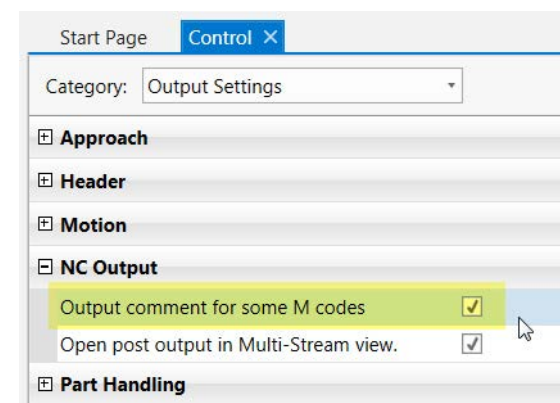 Start Page Control ×
Category: Output Settings
Approach
Header
Motion
NC Output
Output comment for some M codes
Open post output in Multi-Stream view.
Part Handling